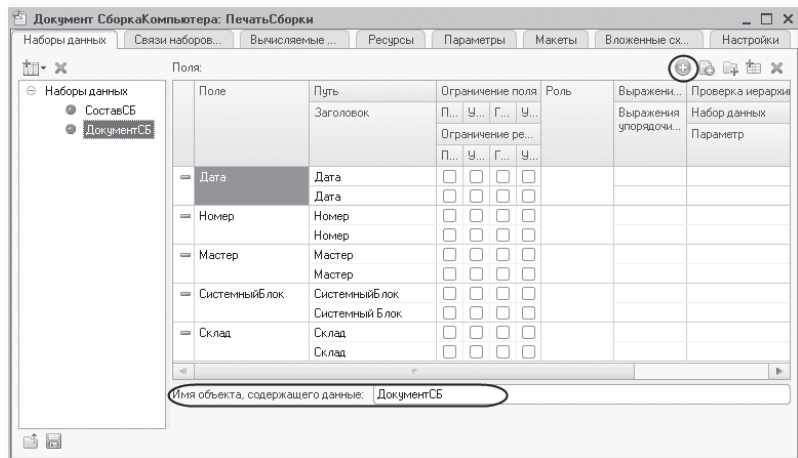 Документ СборкаКомпьютера: ПечатьСборки
Наборы данных Связи наборов... Вычисляемые ... Ресурсы Параметры Макеты Вложенные сх... Настройки
Поля:
Наборы данных
СоставСБ
ДокументСБ
Поле Путь Ограничение поля Роль Выражени... Проверка иерархии
Заголовок П... У... Г... У... Выражения упорядочи... Набор данных
Ограничение ре... Параметр
П... У... Г... У...
Дата Дата
Дата
Номер Номер
Номер
Мастер Мастер
Мастер
СистемныйБлок СистемныйБлок
Системный Блок
Склад Склад
Склад
Имя объекта, содержащего данные: ДокументСБ